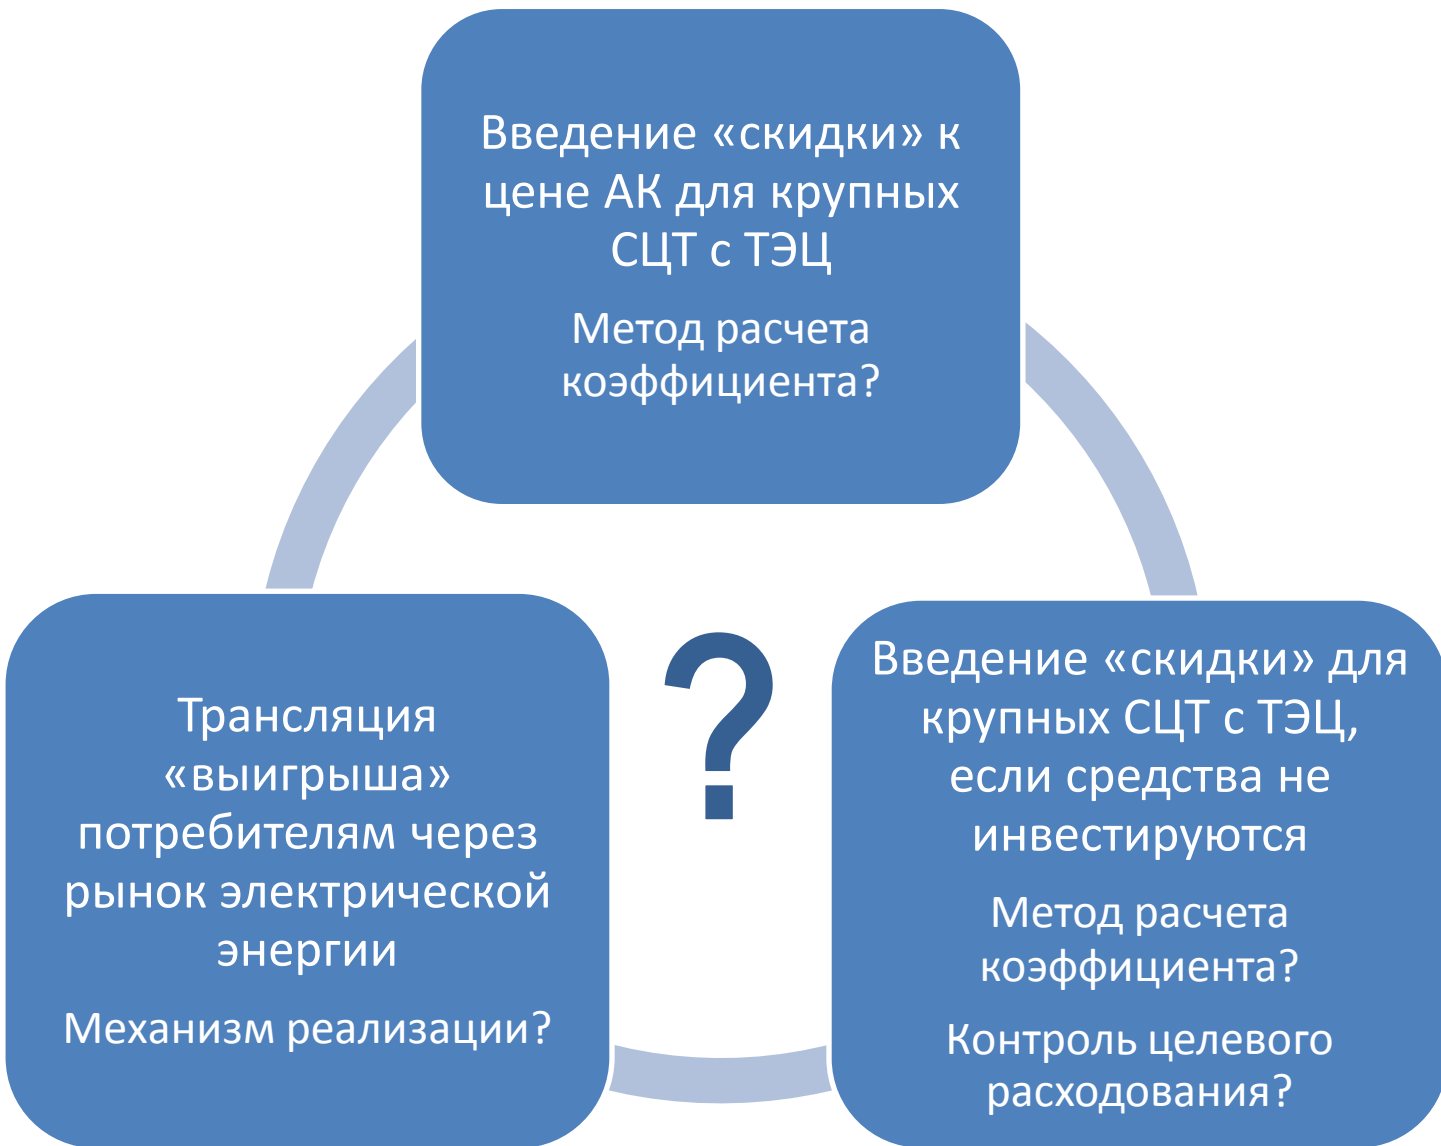 Введение «скидки» к
цене АК для крупных
СЦТ с ТЭЦ
Метод расчета
коэффициента?
Трансляция
«выигрыша»
потребителям через
рынок электрической
энергии
Механизм реализации?
?
Введение «скидки» для
крупных СЦТ с ТЭЦ,
если средства не
инвестируются
Метод расчета
коэффициента?
Контроль целевого
расходования?